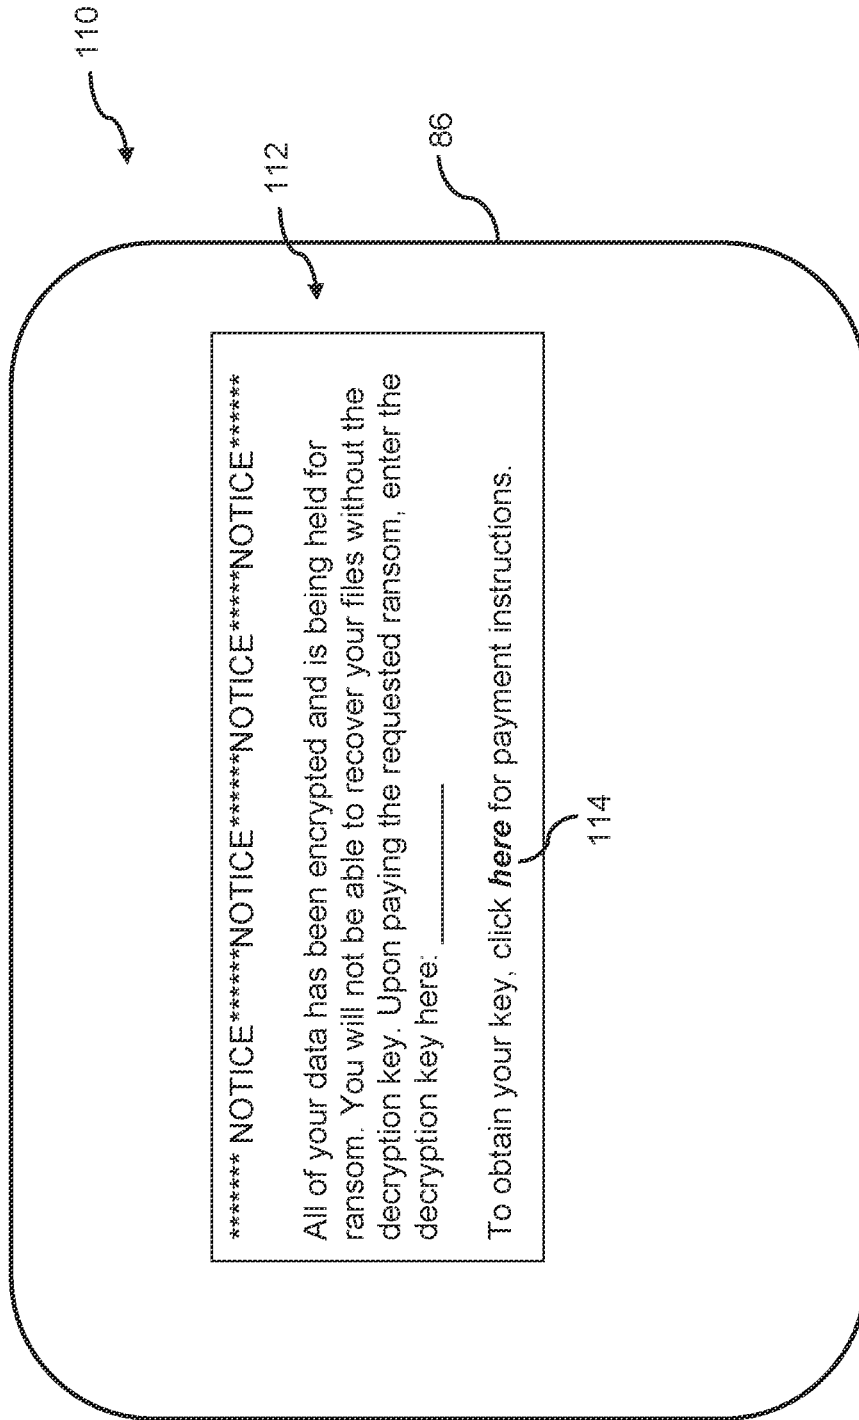 110
112
86
******* NOTICE******NOTICE******NOTICE*****NOTICE******
All of your data has been encrypted and is being held for
ransom. You will not be able to recover your files without the
decryption key. Upon paying the requested ransom, enter the
decryption key here: __________
To obtain your key, click here for payment instructions.
114